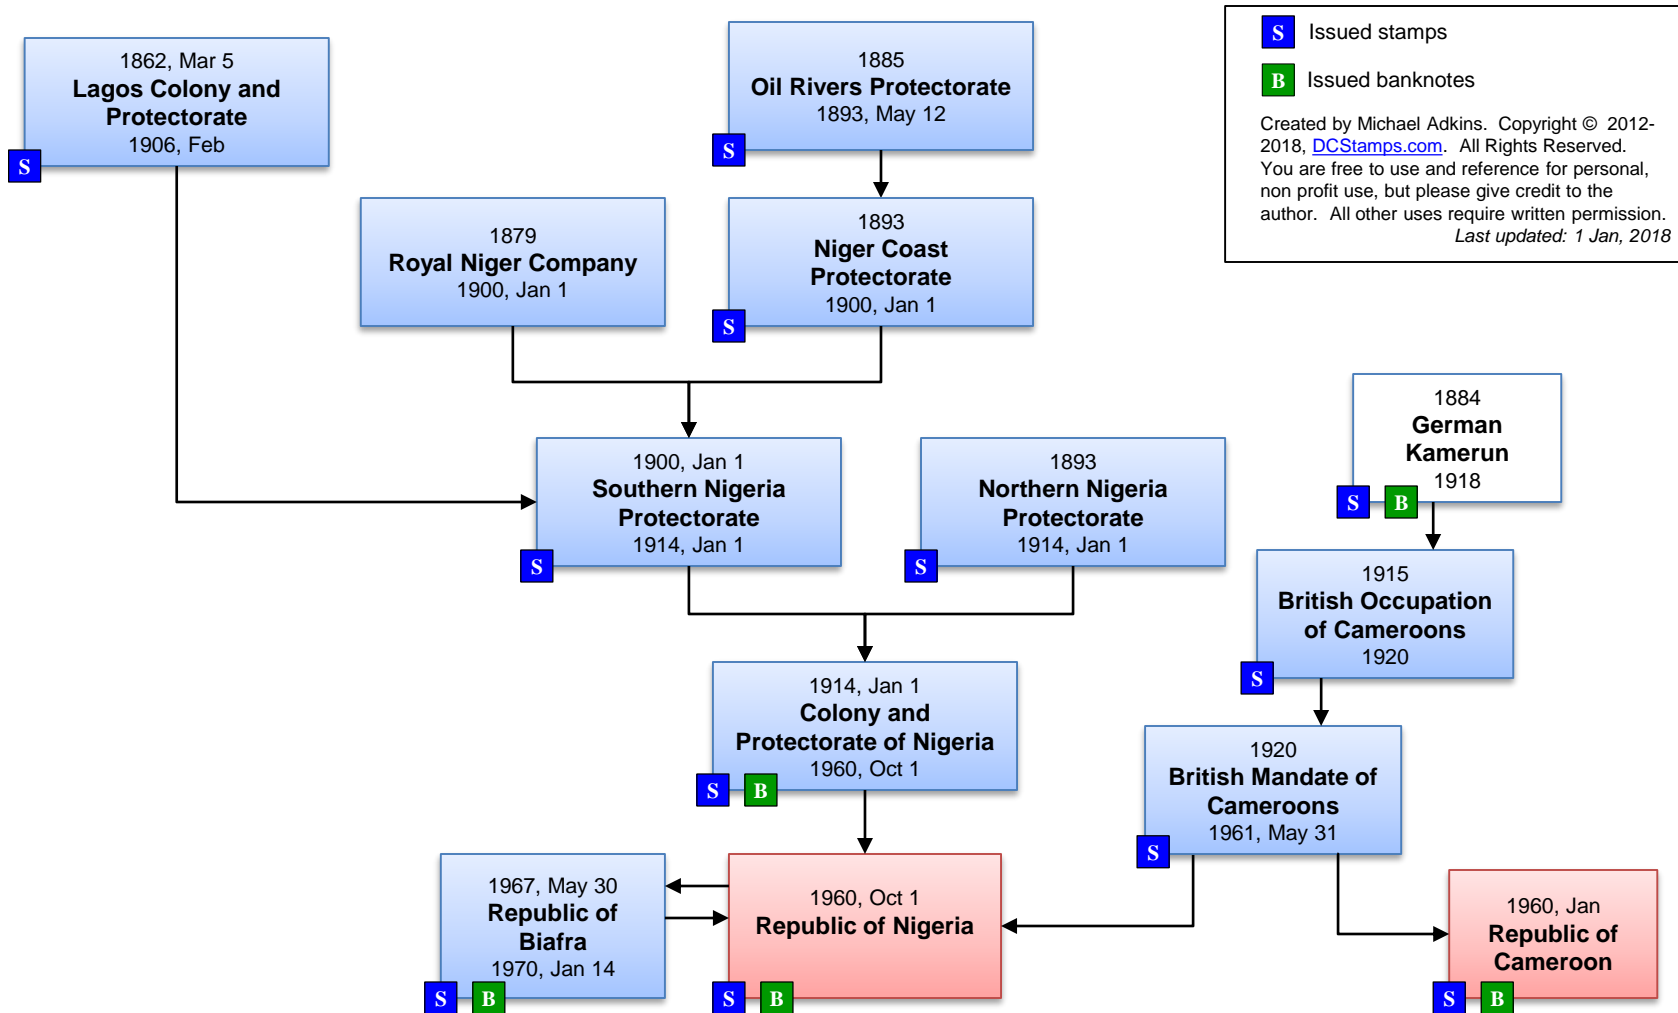 1862, Mar 5
Lagos Colony and
Protectorate
1906, Feb
S
1885
Oil Rivers Protectorate
1893, May 12
S
S Issued stamps
B Issued banknotes
Created by Michael Adkins. Copyright © 2012-
2018, DCStamps.com. All Rights Reserved.
You are free to use and reference for personal,
non profit use, but please give credit to the
author. All other uses require written permission.
Last updated: 1 Jan, 2018
1879
Royal Niger Company
1900, Jan 1
1893
Niger Coast
Protectorate
1900, Jan 1
S
1900, Jan 1
Southern Nigeria
Protectorate
1914, Jan 1
S
1893
Northern Nigeria
Protectorate
1914, Jan 1
S
1884
German
Kamerun
1918
S B
1915
British Occupation
of Cameroons
1920
S
1914, Jan 1
Colony and
Protectorate of Nigeria
1960, Oct 1
S B
1920
British Mandate of
Cameroons
1961, May 31
S
1967, May 30
Republic of
Biafra
1970, Jan 14
S B
1960, Oct 1
Republic of Nigeria
S B
1960, Jan
Republic of
Cameroon
S B